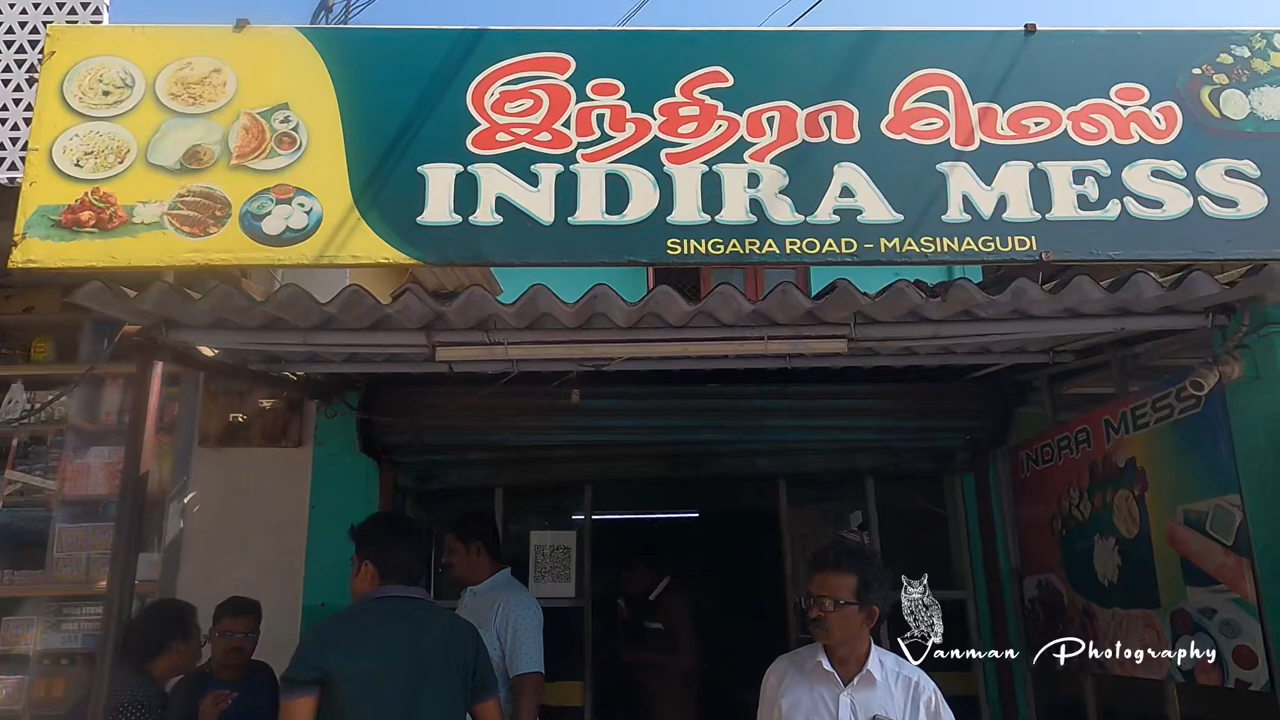 இந்திரா மெஸ்
INDIRA MESS
SINGARA ROAD - MASINAGUDI
INDRA MESS
Vanman Photography